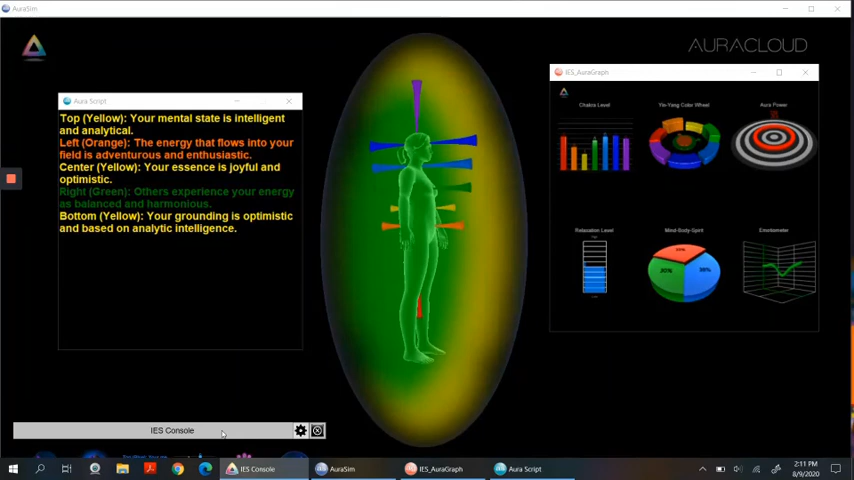 AuraSim
AURACLOUD
Aura Script
Top (Yellow): Your mental state is intelligent
and analytical.
Left (Orange): The energy that flows into your
field is adventurous and enthusiastic.
Center (Yellow): Your essence is joyful and
optimistic.
Right (Green): Others experience your energy
as balanced and harmonious.
Bottom (Yellow): Your grounding is optimistic
and based on analytic intelligence.
IES_AuraGraph
Chakra Level
Yin-Yang Color Wheel
Aura Power
Relaxation Level
Mind-Body-Spirit
Emotiometer
30%
IES Console
IES Console
AuraSim
IES_AuraGraph
Aura Script
2:11 PM
8/9/2020